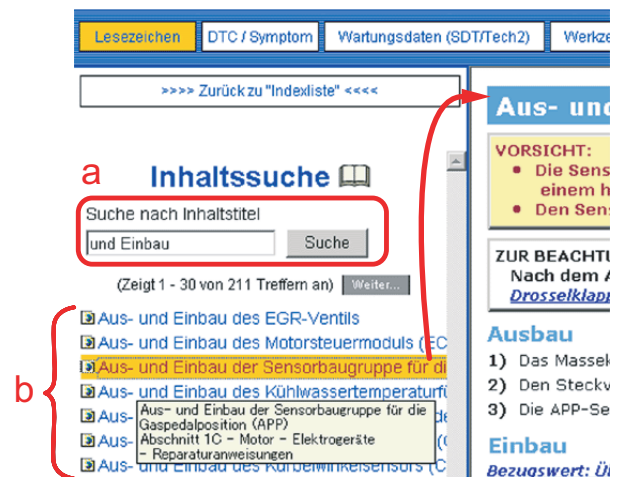 Lesezeichen DTC / Symptom Wartungsdaten (SDT/Tech2)
>>>> Zurück zu "Indexliste" <<<<
a
Inhaltssuche
Suche nach Inhaltstitel
und Einbau Suche
(Zeigt 1 - 30 von 211 Treffern an) Weiter...
b
Aus- und Einbau des EGR-Ventils
Aus- und Einbau des Motorsteuermoduls (EC
Aus- und Einbau der Sensorbaugruppe für di
Aus- und Einbau des Kühlwassertemperaturfü
Aus-
Aus- und Einbau der Sensorbaugruppe für die
Gaspedalposition (APP)
Abschnitt 1C - Motor - Elektrogeräte
- Reparaturanweisungen
Aus-
Aus- und Einbau des Kurbelwinkelsensors (C
Aus- und
VORSICHT:
• Die Sens
einem h
• Den Sen
ZUR BEACHTU
Nach dem A
Drosselklapp
Ausbau
1) Das Massek
2) Den Steckv
3) Die APP-Se
Einbau
Bezugswert: Ü